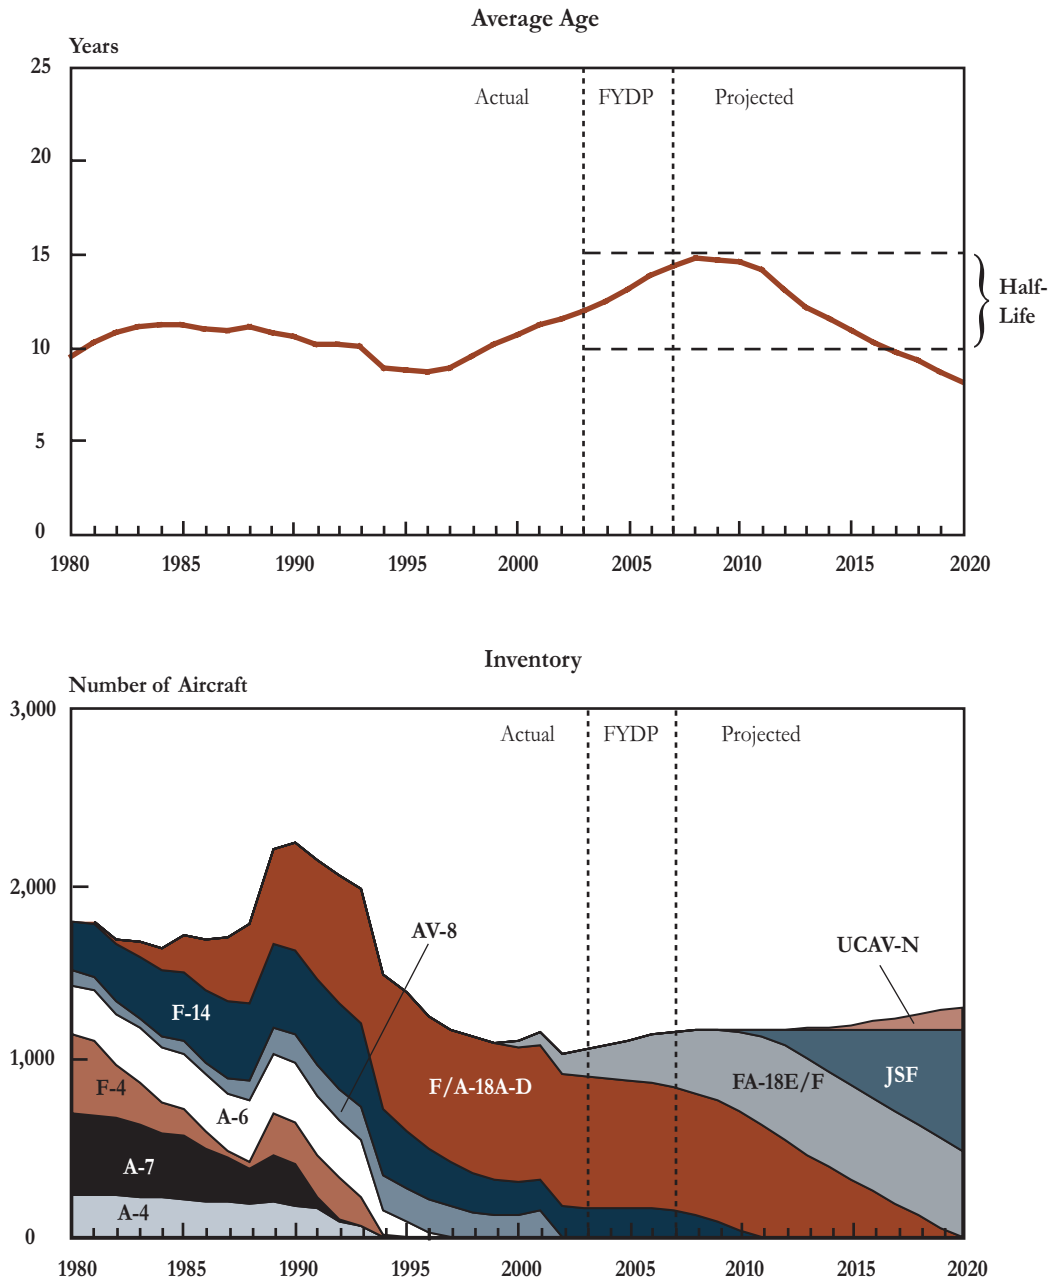 Average Age
Years
25
Actual FYDP Projected
20
15
Half-
Life
10
5
0
1980 1985 1990 1995 2000 2005 2010 2015 2020
Inventory
Number of Aircraft
3,000
Actual FYDP Projected
2,000
AV-8
UCAV-N
F-14
1,000
F-4
F/A-18A-D
FA-18E/F
JSF
A-6
A-7
A-4
0
1980 1985 1990 1995 2000 2005 2010 2015 2020